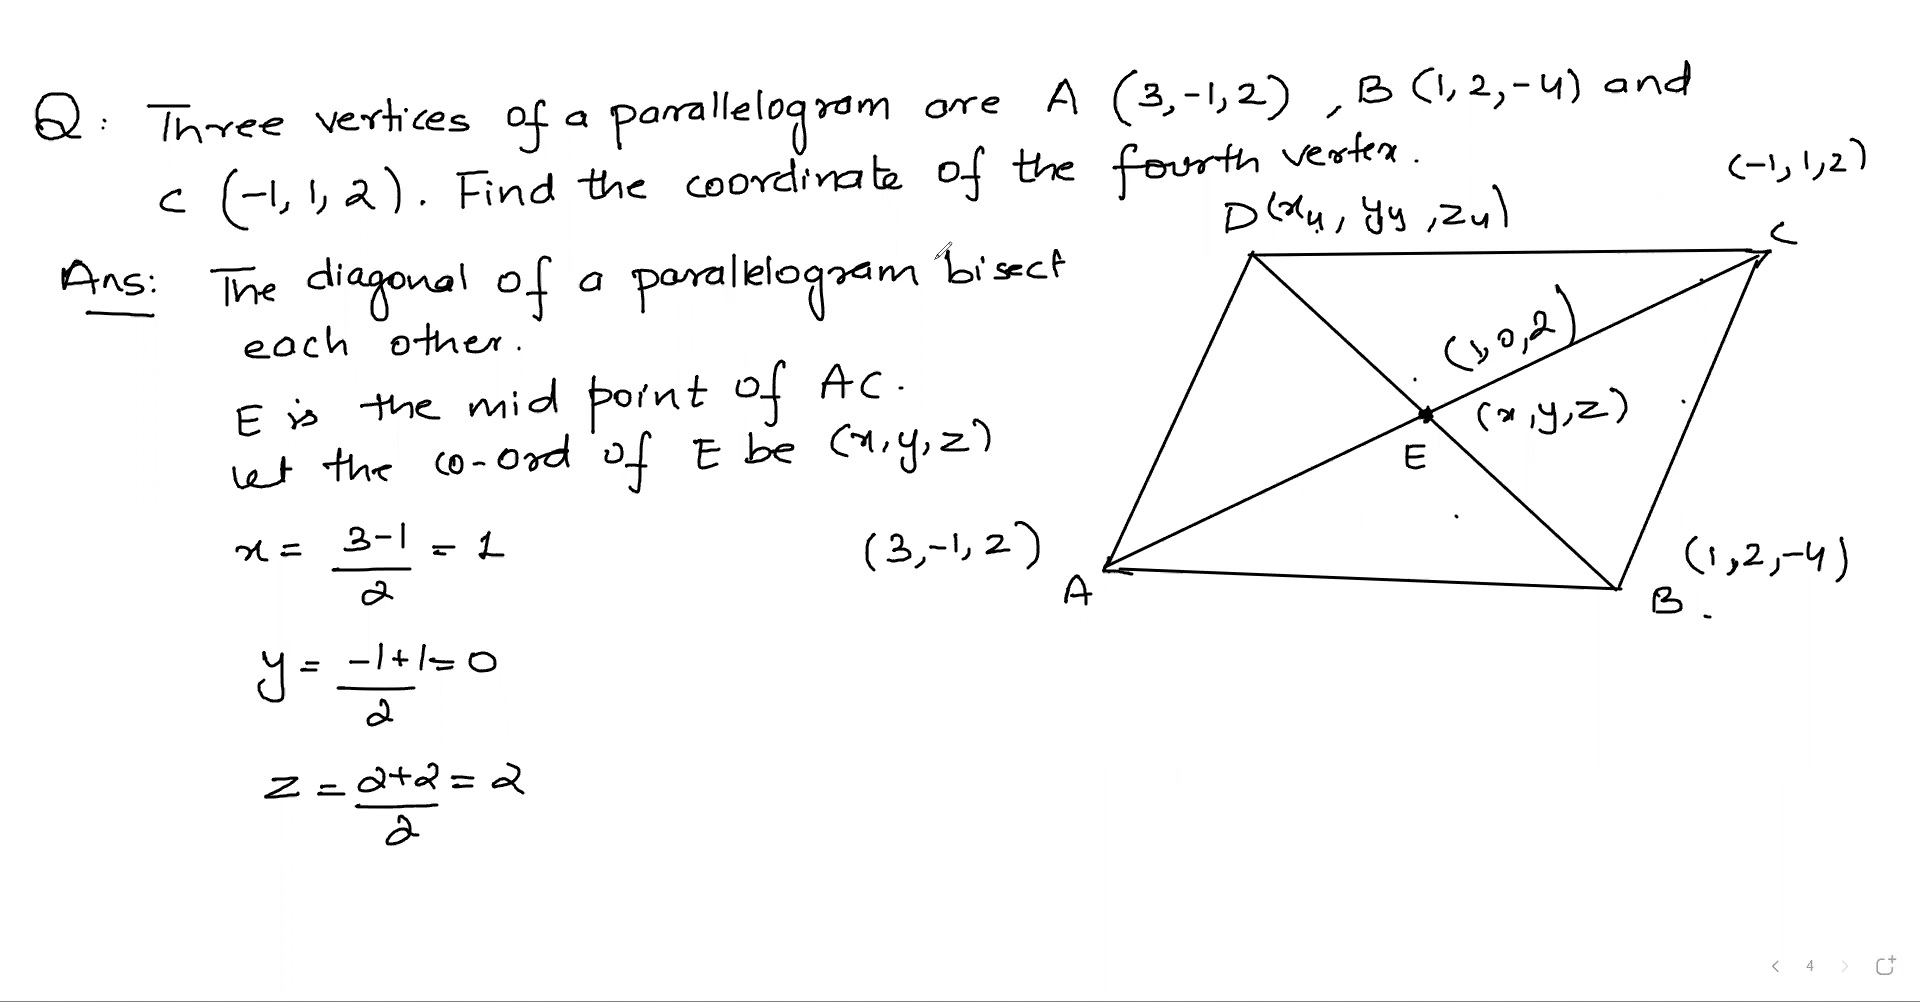 Q: Three vertices of a parallelogram are A (3,-1,2), B (1,2,-4) and
C (-1,1,2). Find the coordinate of the fourth vertex.
Ans: The diagonal of a parallelogram bisect
each other.
E is the mid point of AC.
Let the co-ord of E be (x,y,z)
x = 3-1/2 = 1
y = -1+1/2 = 0
z = 2+2/2 = 2
(-1,1,2)
D(x4, y4, z4)
C
(1,0,2)
(x,y,z)
E
(3,-1,2)
A
(1,2,-4)
B
4